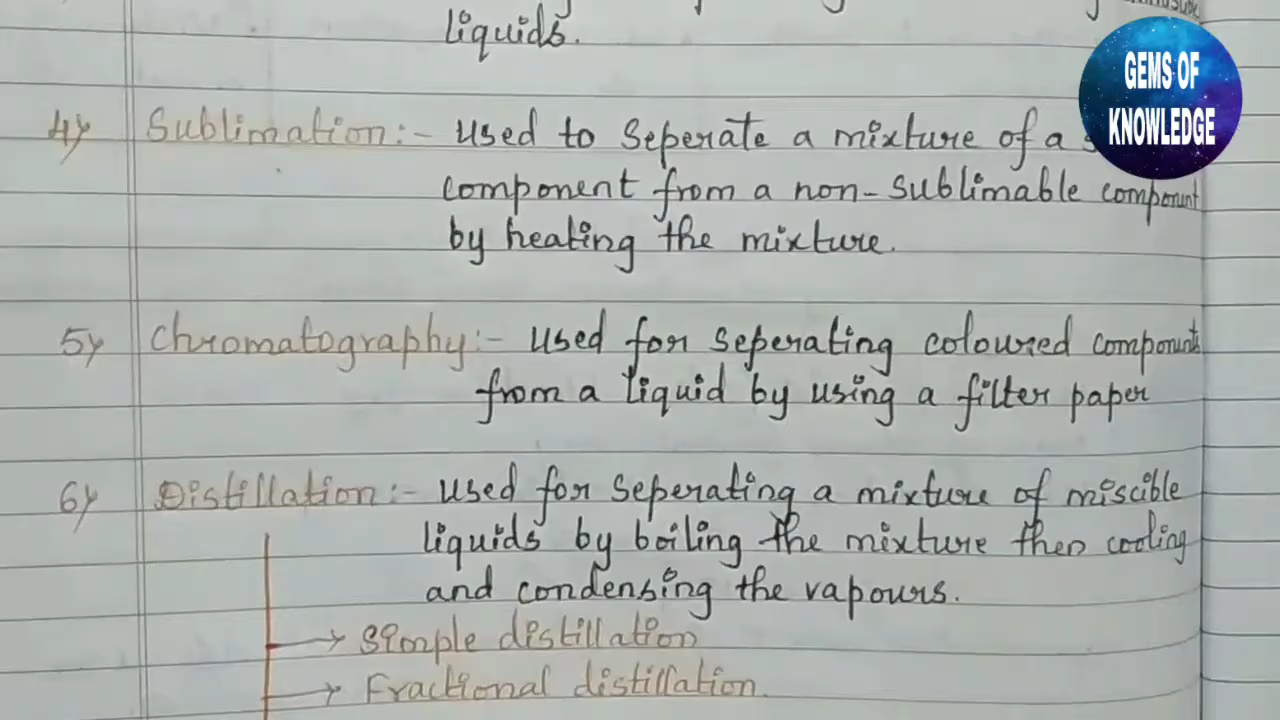 liquids.
GEMS OF
KNOWLEDGE
4) Sublimation:- used to seperate a mixture of a
component from a non-sublimable component
by heating the mixture.
5) Chromatography:- used for seperating coloured components
from a liquid by using a filter paper
6) Distillation:- used for seperating a mixture of miscible
liquids by boiling the mixture then cooling
and condensing the vapours.
→ Simple distillation
→ Fractional distillation.